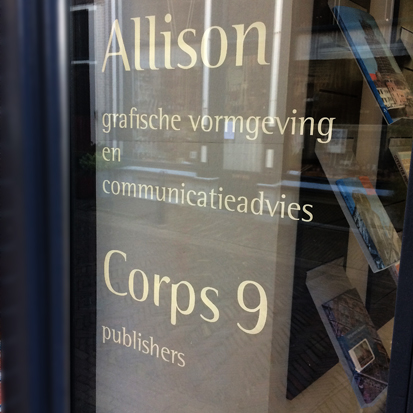 Allison
grafische vormgeving
en
communicatieadvies
Corps 9
publishers